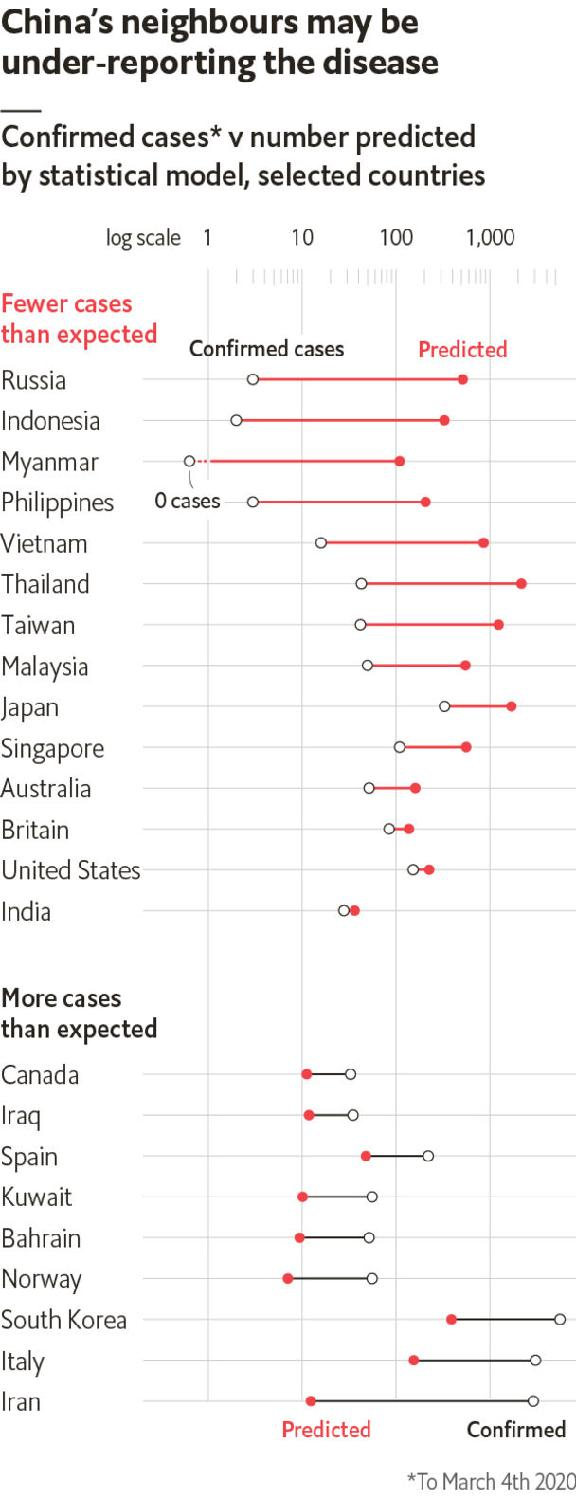 China's neighbours may be
under-reporting the disease
Confirmed cases* v number predicted
by statistical model, selected countries
log scale 1 10 100 1,000
Fewer cases
than expected
Confirmed cases Predicted
Russia
Indonesia
Myanmar
0 cases
Philippines
Vietnam
Thailand
Taiwan
Malaysia
Japan
Singapore
Australia
Britain
United States
India
More cases
than expected
Canada
Iraq
Spain
Kuwait
Bahrain
Norway
South Korea
Italy
Iran
Predicted Confirmed
*To March 4th 2020